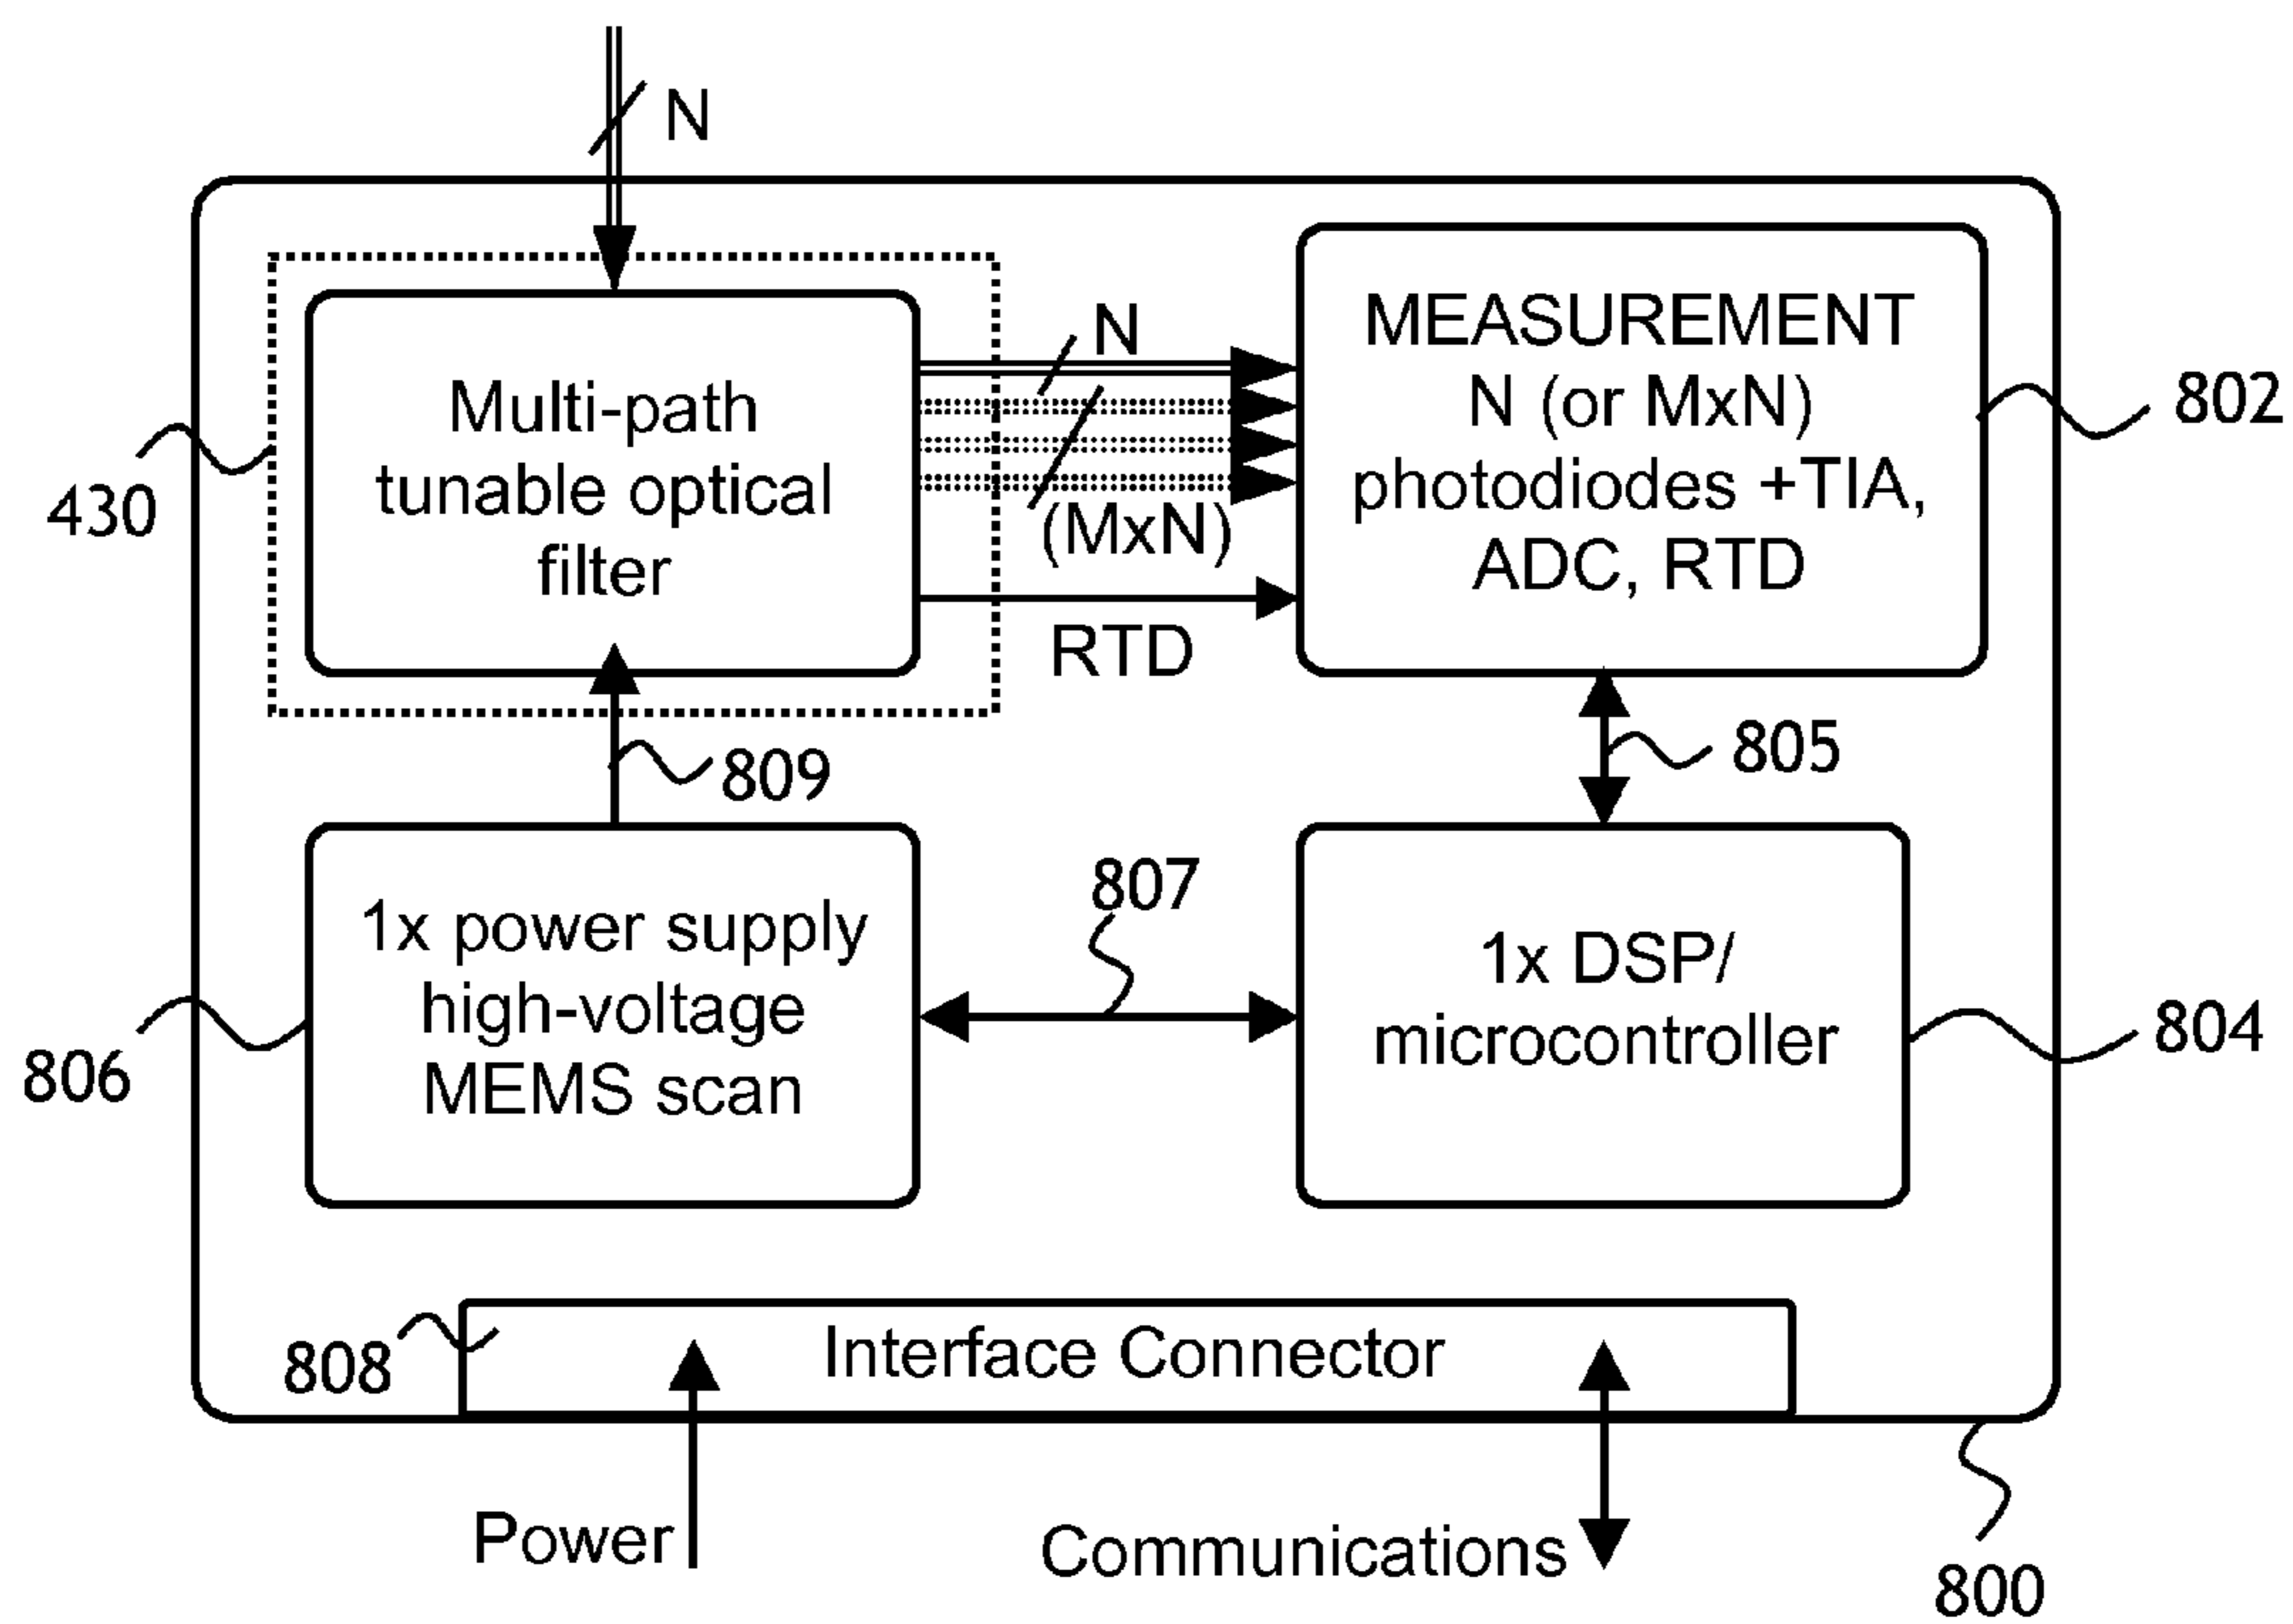 N
Multi-path
tunable optical
filter
N
(MxN)
RTD
MEASUREMENT
N (or MxN)
photodiodes +TIA,
ADC, RTD
802
430
809
805
1x power supply
high-voltage
MEMS scan
807
1x DSP/
microcontroller
806
804
808
Interface Connector
Power
Communications
800